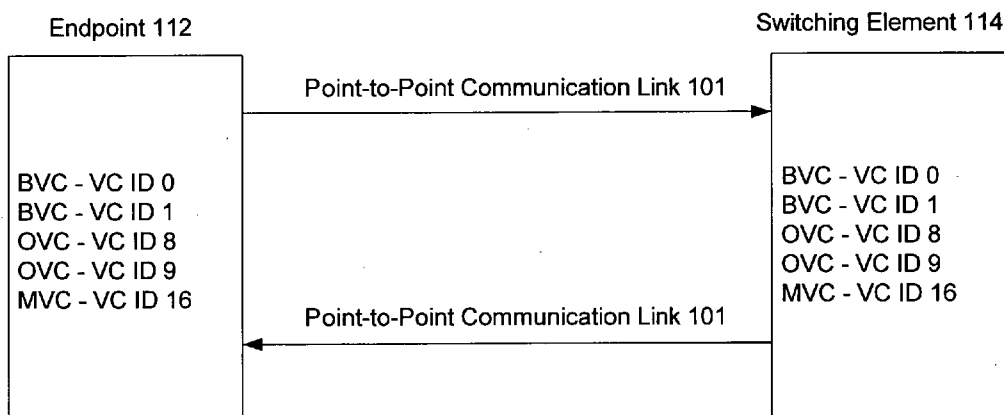 Endpoint 112
Switching Element 114
Point-to-Point Communication Link 101
BVC - VC ID 0
BVC - VC ID 1
OVC - VC ID 8
OVC - VC ID 9
MVC - VC ID 16
BVC - VC ID 0
BVC - VC ID 1
OVC - VC ID 8
OVC - VC ID 9
MVC - VC ID 16
Point-to-Point Communication Link 101